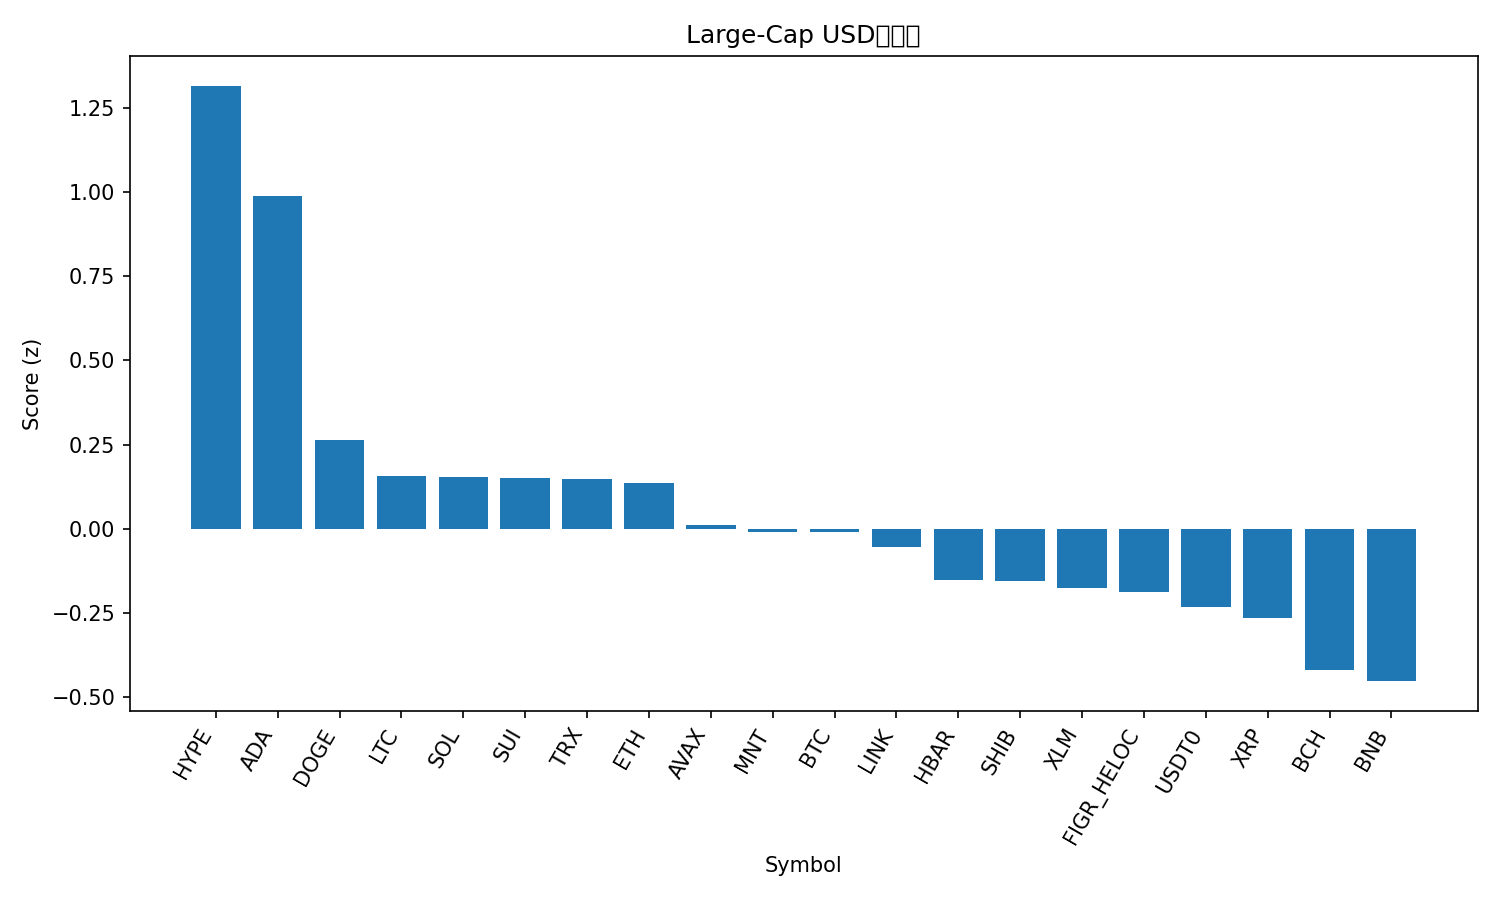 Large-Cap USD
Score (z)
1.25
1.00
0.75
0.50
0.25
0.00
−0.25
−0.50
HYPE
ADA
DOGE
LTC
SOL
SUI
TRX
ETH
AVAX
MNT
BTC
LINK
HBAR
SHIB
XLM
FIGR_HELOC
USDT0
XRP
BCH
BNB
Symbol